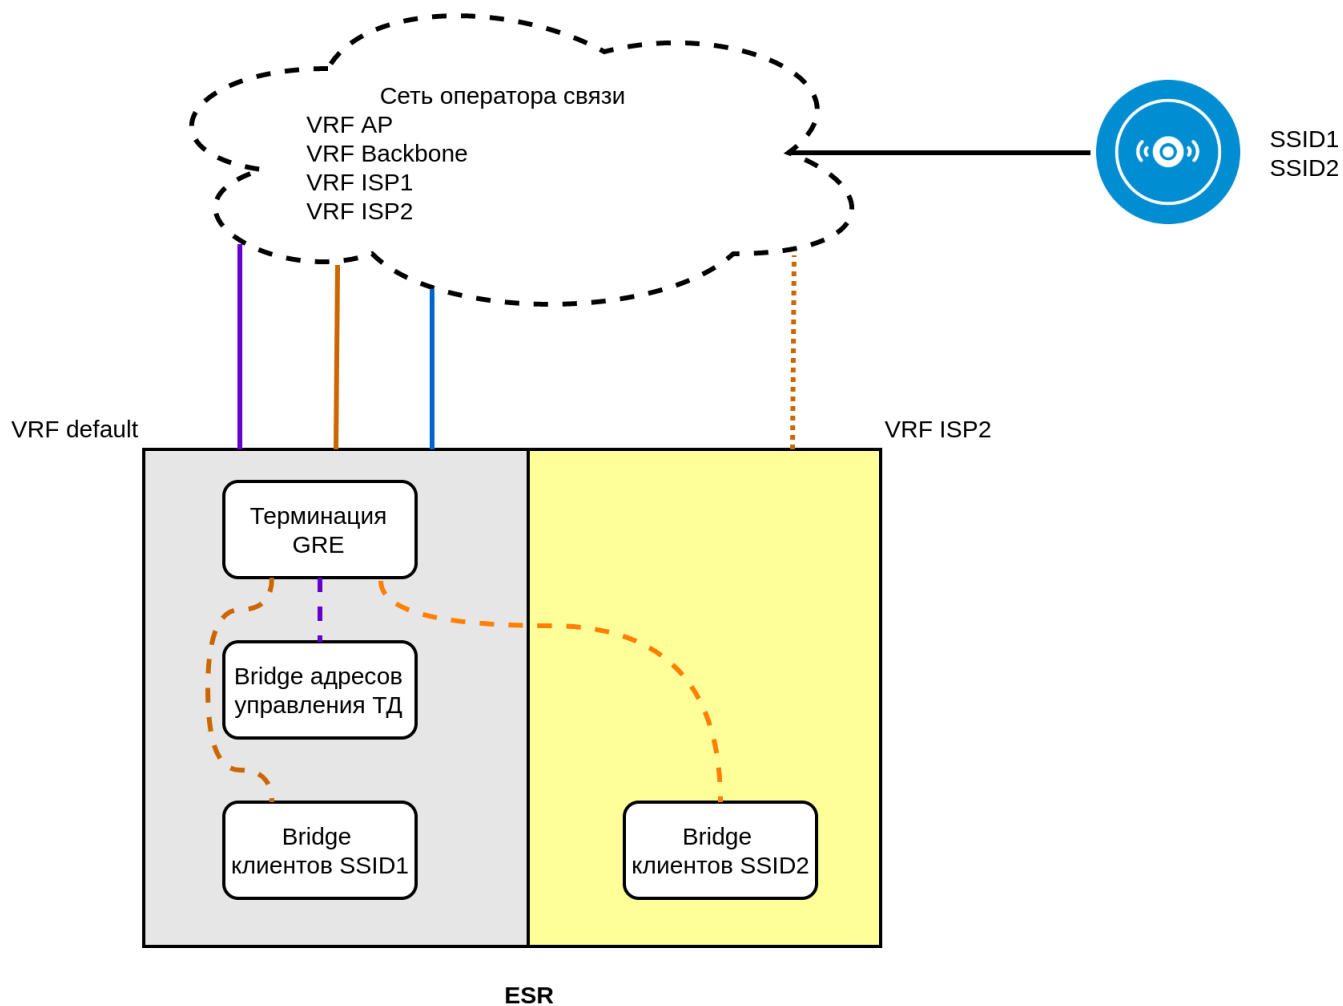 Сеть оператора связи
VRF AP
VRF Backbone
VRF ISP1
VRF ISP2
SSID1
SSID2
VRF default
VRF ISP2
Терминация
GRE
Bridge адресов
управления ТД
Bridge
клиентов SSID1
Bridge
клиентов SSID2
ESR